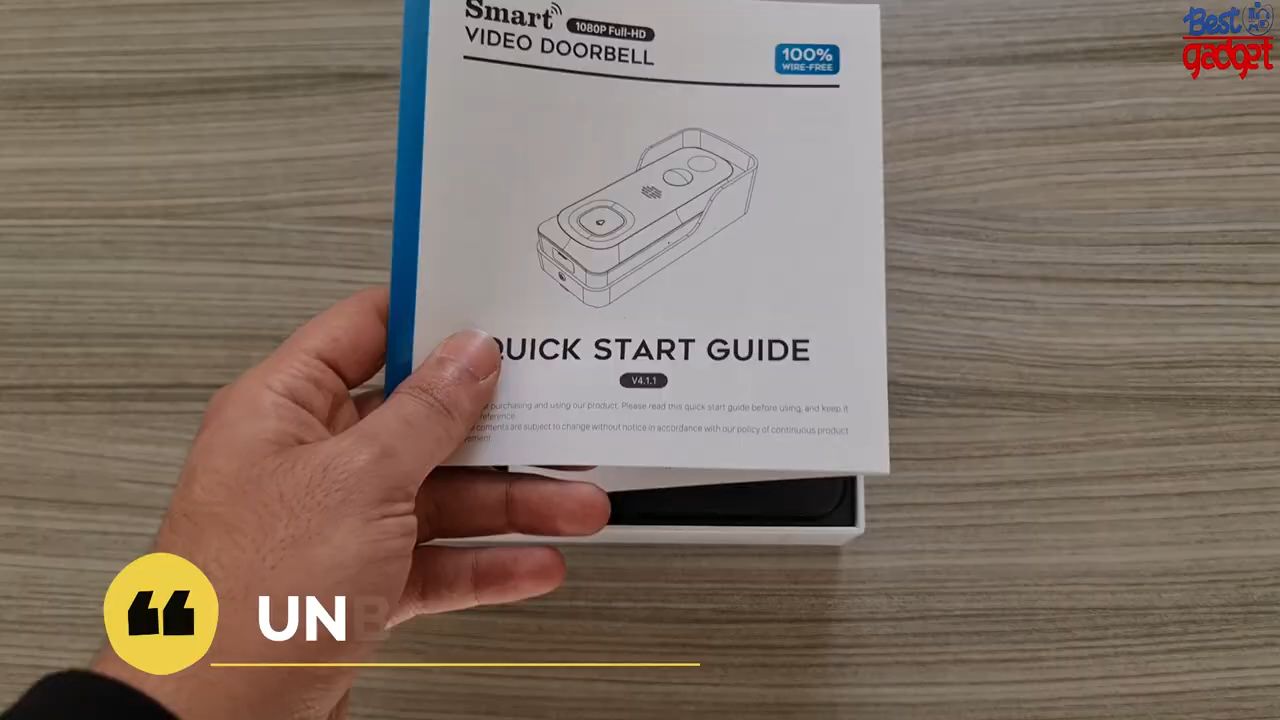 Smart 1080P Full-HD
VIDEO DOORBELL
100%
WIRE-FREE
Best
gadget
QUICK START GUIDE
V4.1.1
purchasing and using our product. Please read this quick start guide before using, and keep it
reference.
contents are subject to change without notice in accordance with our policy of continuous product
UNB